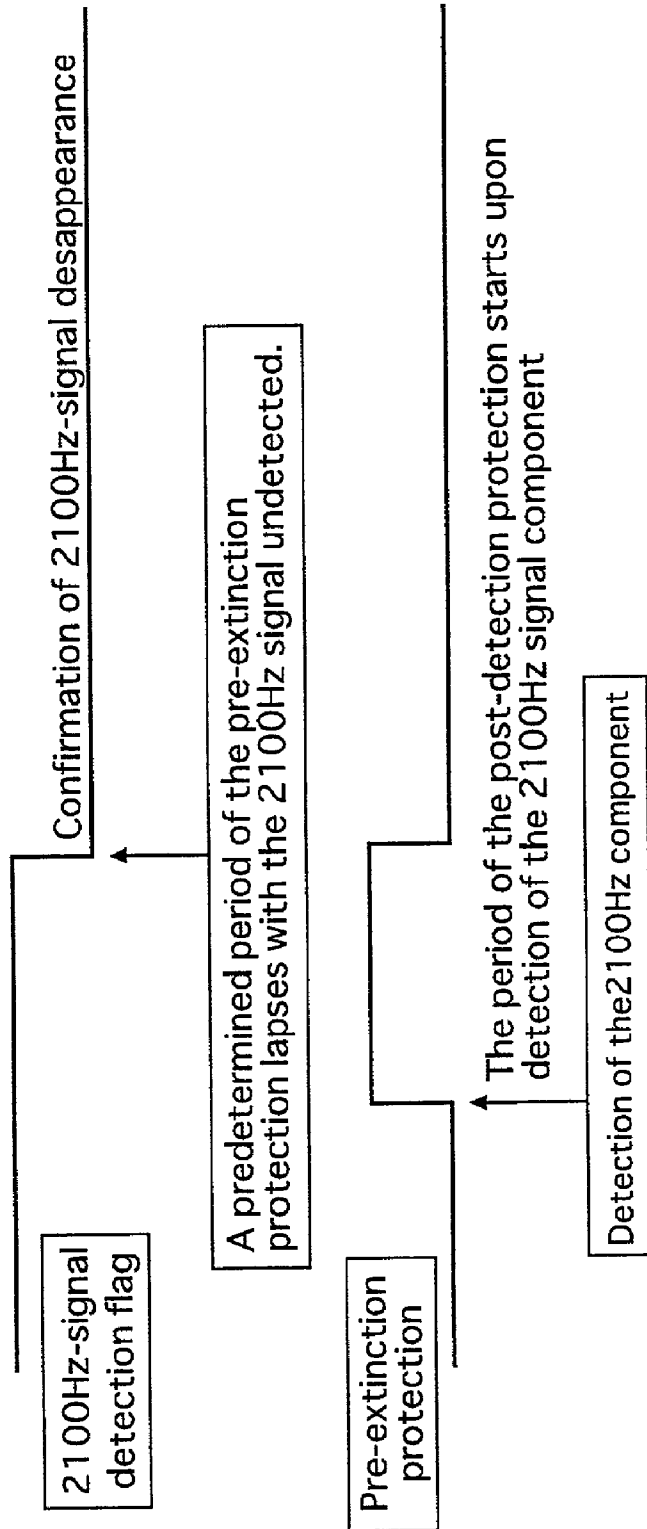 2100Hz-signal
detection flag
Confirmation of 2100Hz-signal desappearance
A predetermined period of the pre-extinction
protection lapses with the 2100Hz signal undetected.
Pre-extinction
protection
The period of the post-detection protection starts upon
detection of the 2100Hz signal component
Detection of the2100Hz component